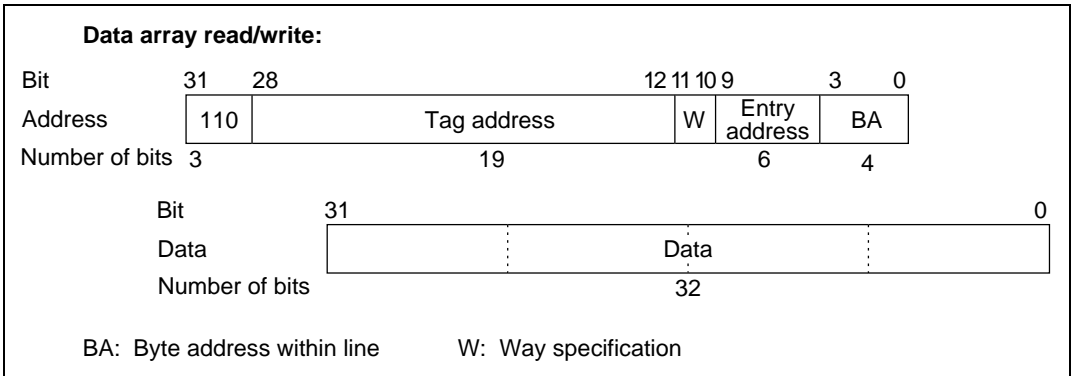 Data array read/write:
Bit 31 28 12 11 10 9 3 0
Address 110 Tag address W Entry address BA
Number of bits 3 19 6 4
Bit 31 0
Data Data
Number of bits 32
BA: Byte address within line W: Way specification